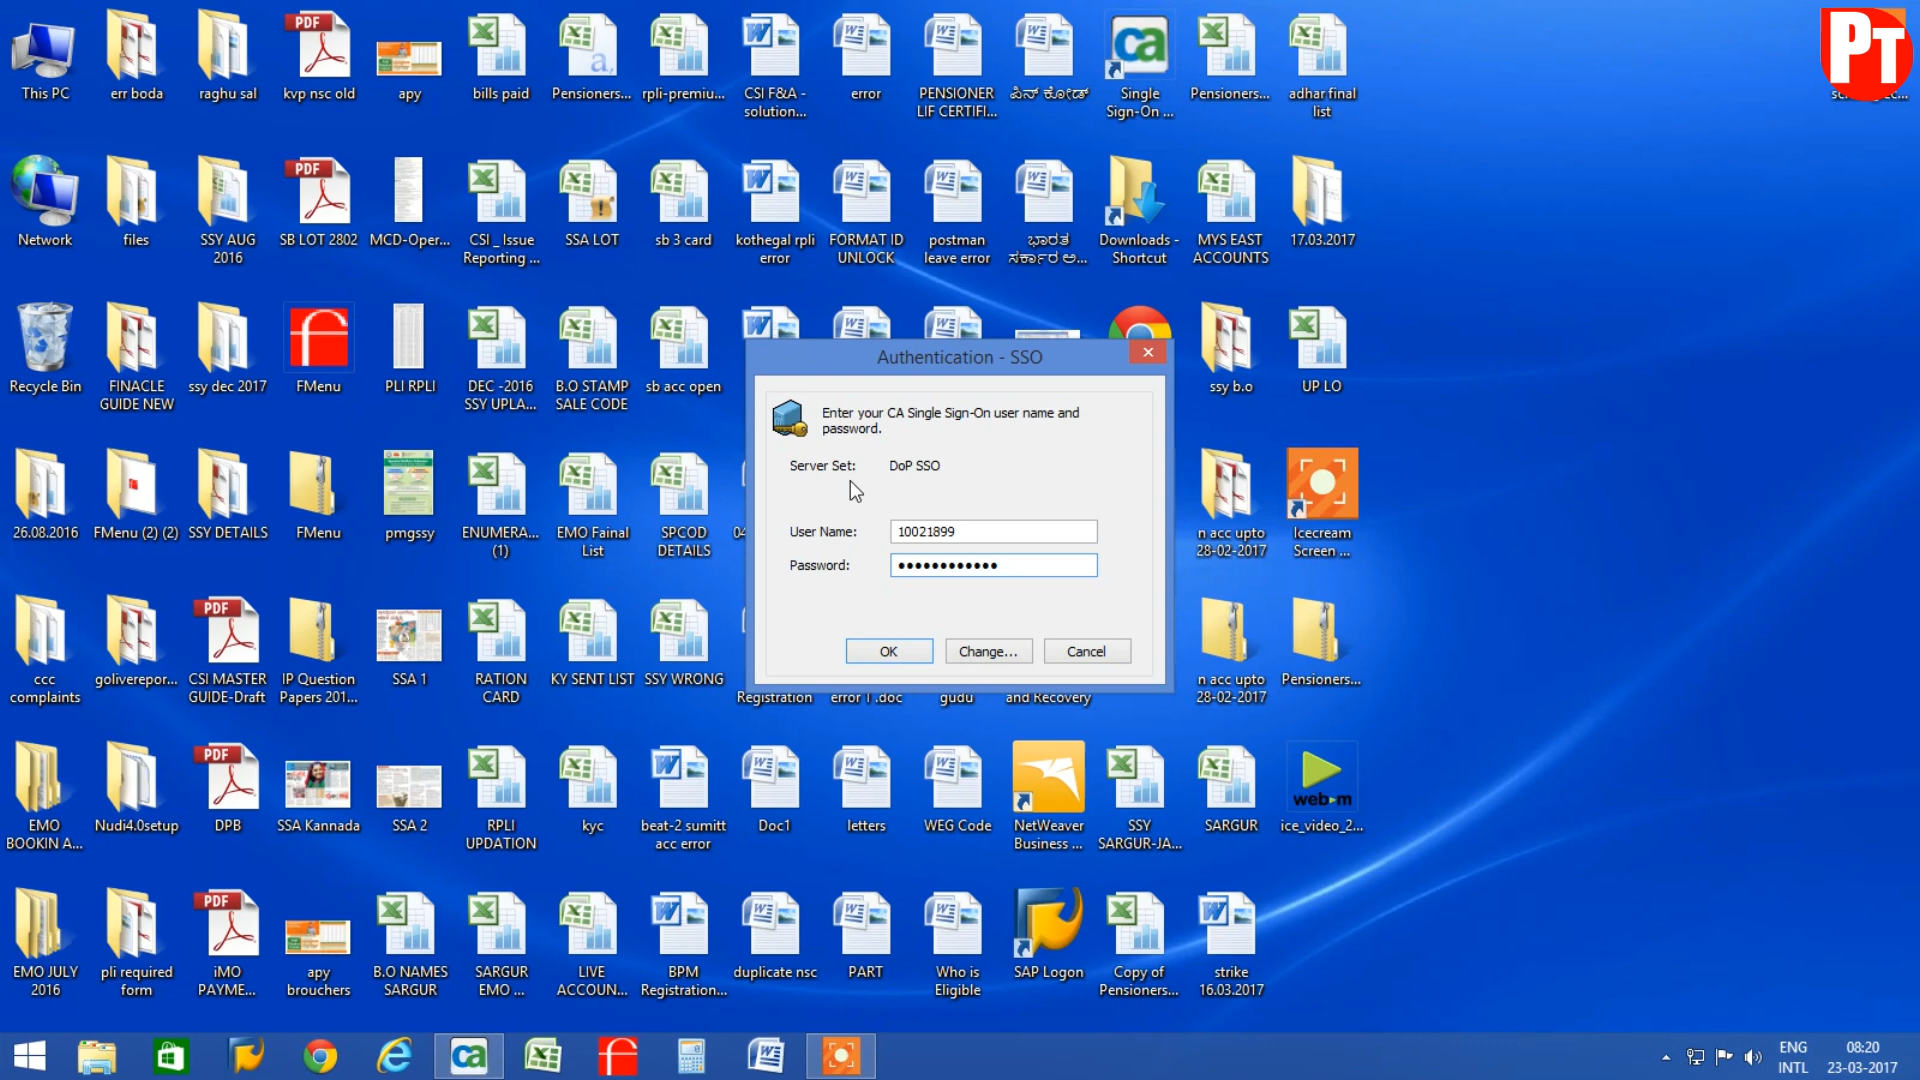 This PC
err boda
raghu sal
PDF
kvp nsc old
apy
bills paid
Pensioners...
rpli-premiu...
CSI F&A -
solution...
error
PENSIONER
LIF CERTIFI...
ಪಿನ್ ಕೋಡ್
ca
Single
Sign-On ...
Pensioners...
adhar final
list
PT
Network
files
SSY AUG
2016
PDF
SB LOT 2802
MCD-Oper...
CSI _ Issue
Reporting ...
SSA LOT
sb 3 card
kothegal rpli
error
FORMAT ID
UNLOCK
postman
leave error
ಭಾರತ
ಸರ್ಕಾರ ಅ...
Downloads -
Shortcut
MYS EAST
ACCOUNTS
17.03.2017
Recycle Bin
FINACLE
GUIDE NEW
ssy dec 2017
FMenu
PLI RPLI
DEC -2016
SSY UPLA...
B.O STAMP
SALE CODE
sb acc open
ssy b.o
UP LO
Authentication - SSO
Enter your CA Single Sign-On user name and
password.
Server Set: DoP SSO
User Name: 10021899
Password: ••••••••••••
OK
Change...
Cancel
26.08.2016
FMenu (2) (2)
SSY DETAILS
FMenu
pmgssy
ENUMERA...
(1)
EMO Fainal
List
SPCOD
DETAILS
n acc upto
28-02-2017
Icecream
Screen ...
ccc
complaints
goliverepor...
PDF
CSI MASTER
GUIDE-Draft
IP Question
Papers 201...
SSA 1
RATION
CARD
KY SENT LIST
SSY WRONG
Registration
error 1 .doc
gudu
and Recovery
n acc upto
28-02-2017
Pensioners...
EMO
BOOKIN A...
Nudi4.0setup
PDF
DPB
SSA Kannada
SSA 2
RPLI
UPDATION
kyc
beat-2 sumitt
acc error
Doc1
letters
WEG Code
NetWeaver
Business ...
SSY
SARGUR-JA...
SARGUR
webm
ice_video_2...
EMO JULY
2016
pli required
form
PDF
iMO
PAYME...
apy
brouchers
B.O NAMES
SARGUR
SARGUR
EMO ...
LIVE
ACCOUN...
BPM
Registration...
duplicate nsc
PART
Who is
Eligible
SAP Logon
Copy of
Pensioners...
strike
16.03.2017
ca
ENG
INTL
08:20
23-03-2017